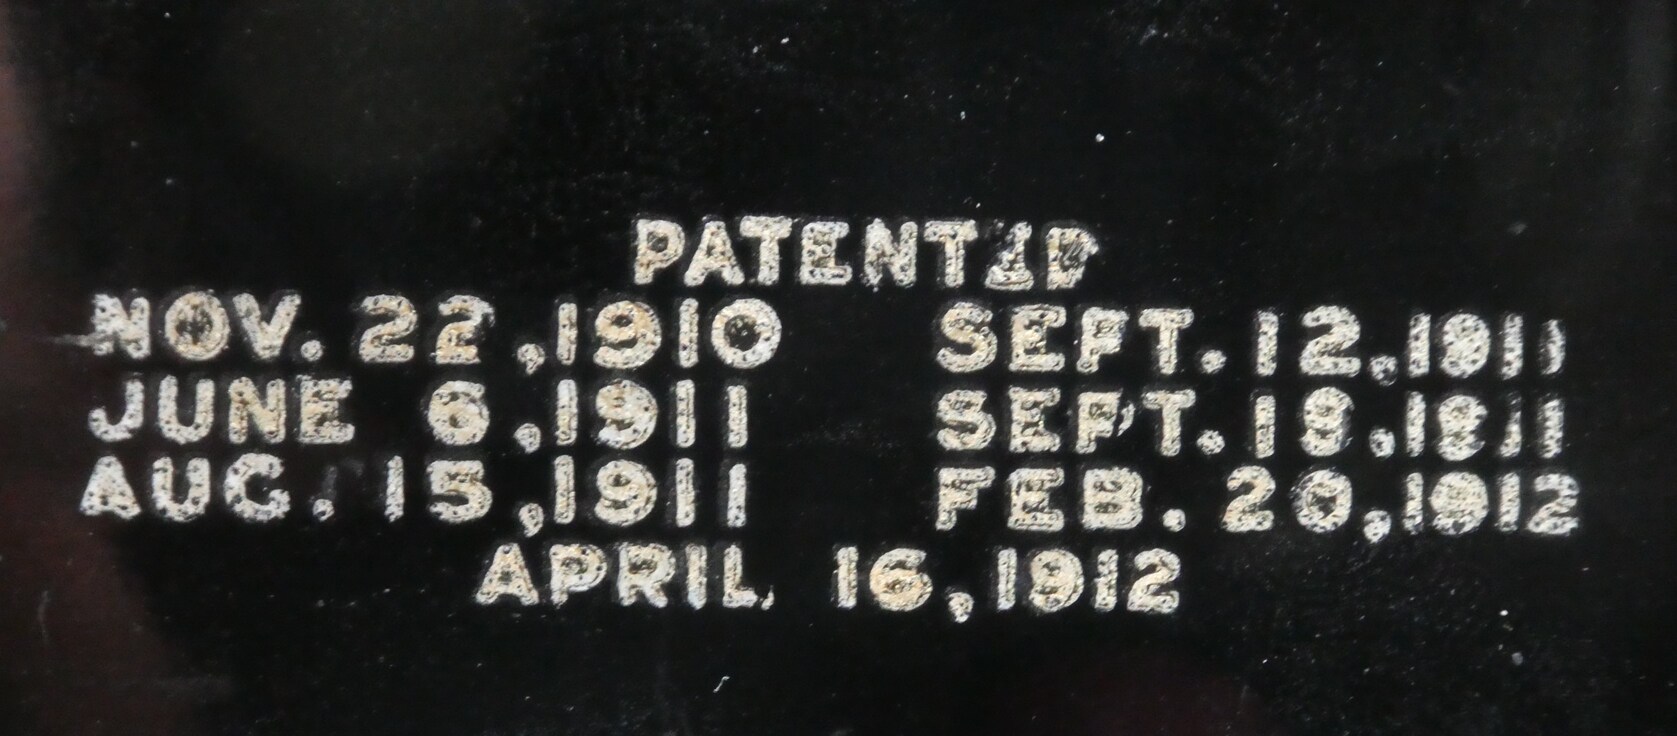 PATENTED
NOV. 22,1910 SEPT. 12,1911
JUNE 6,1911 SEPT. 19,1911
AUG. 15,1911 FEB. 20,1912
APRIL 16,1912